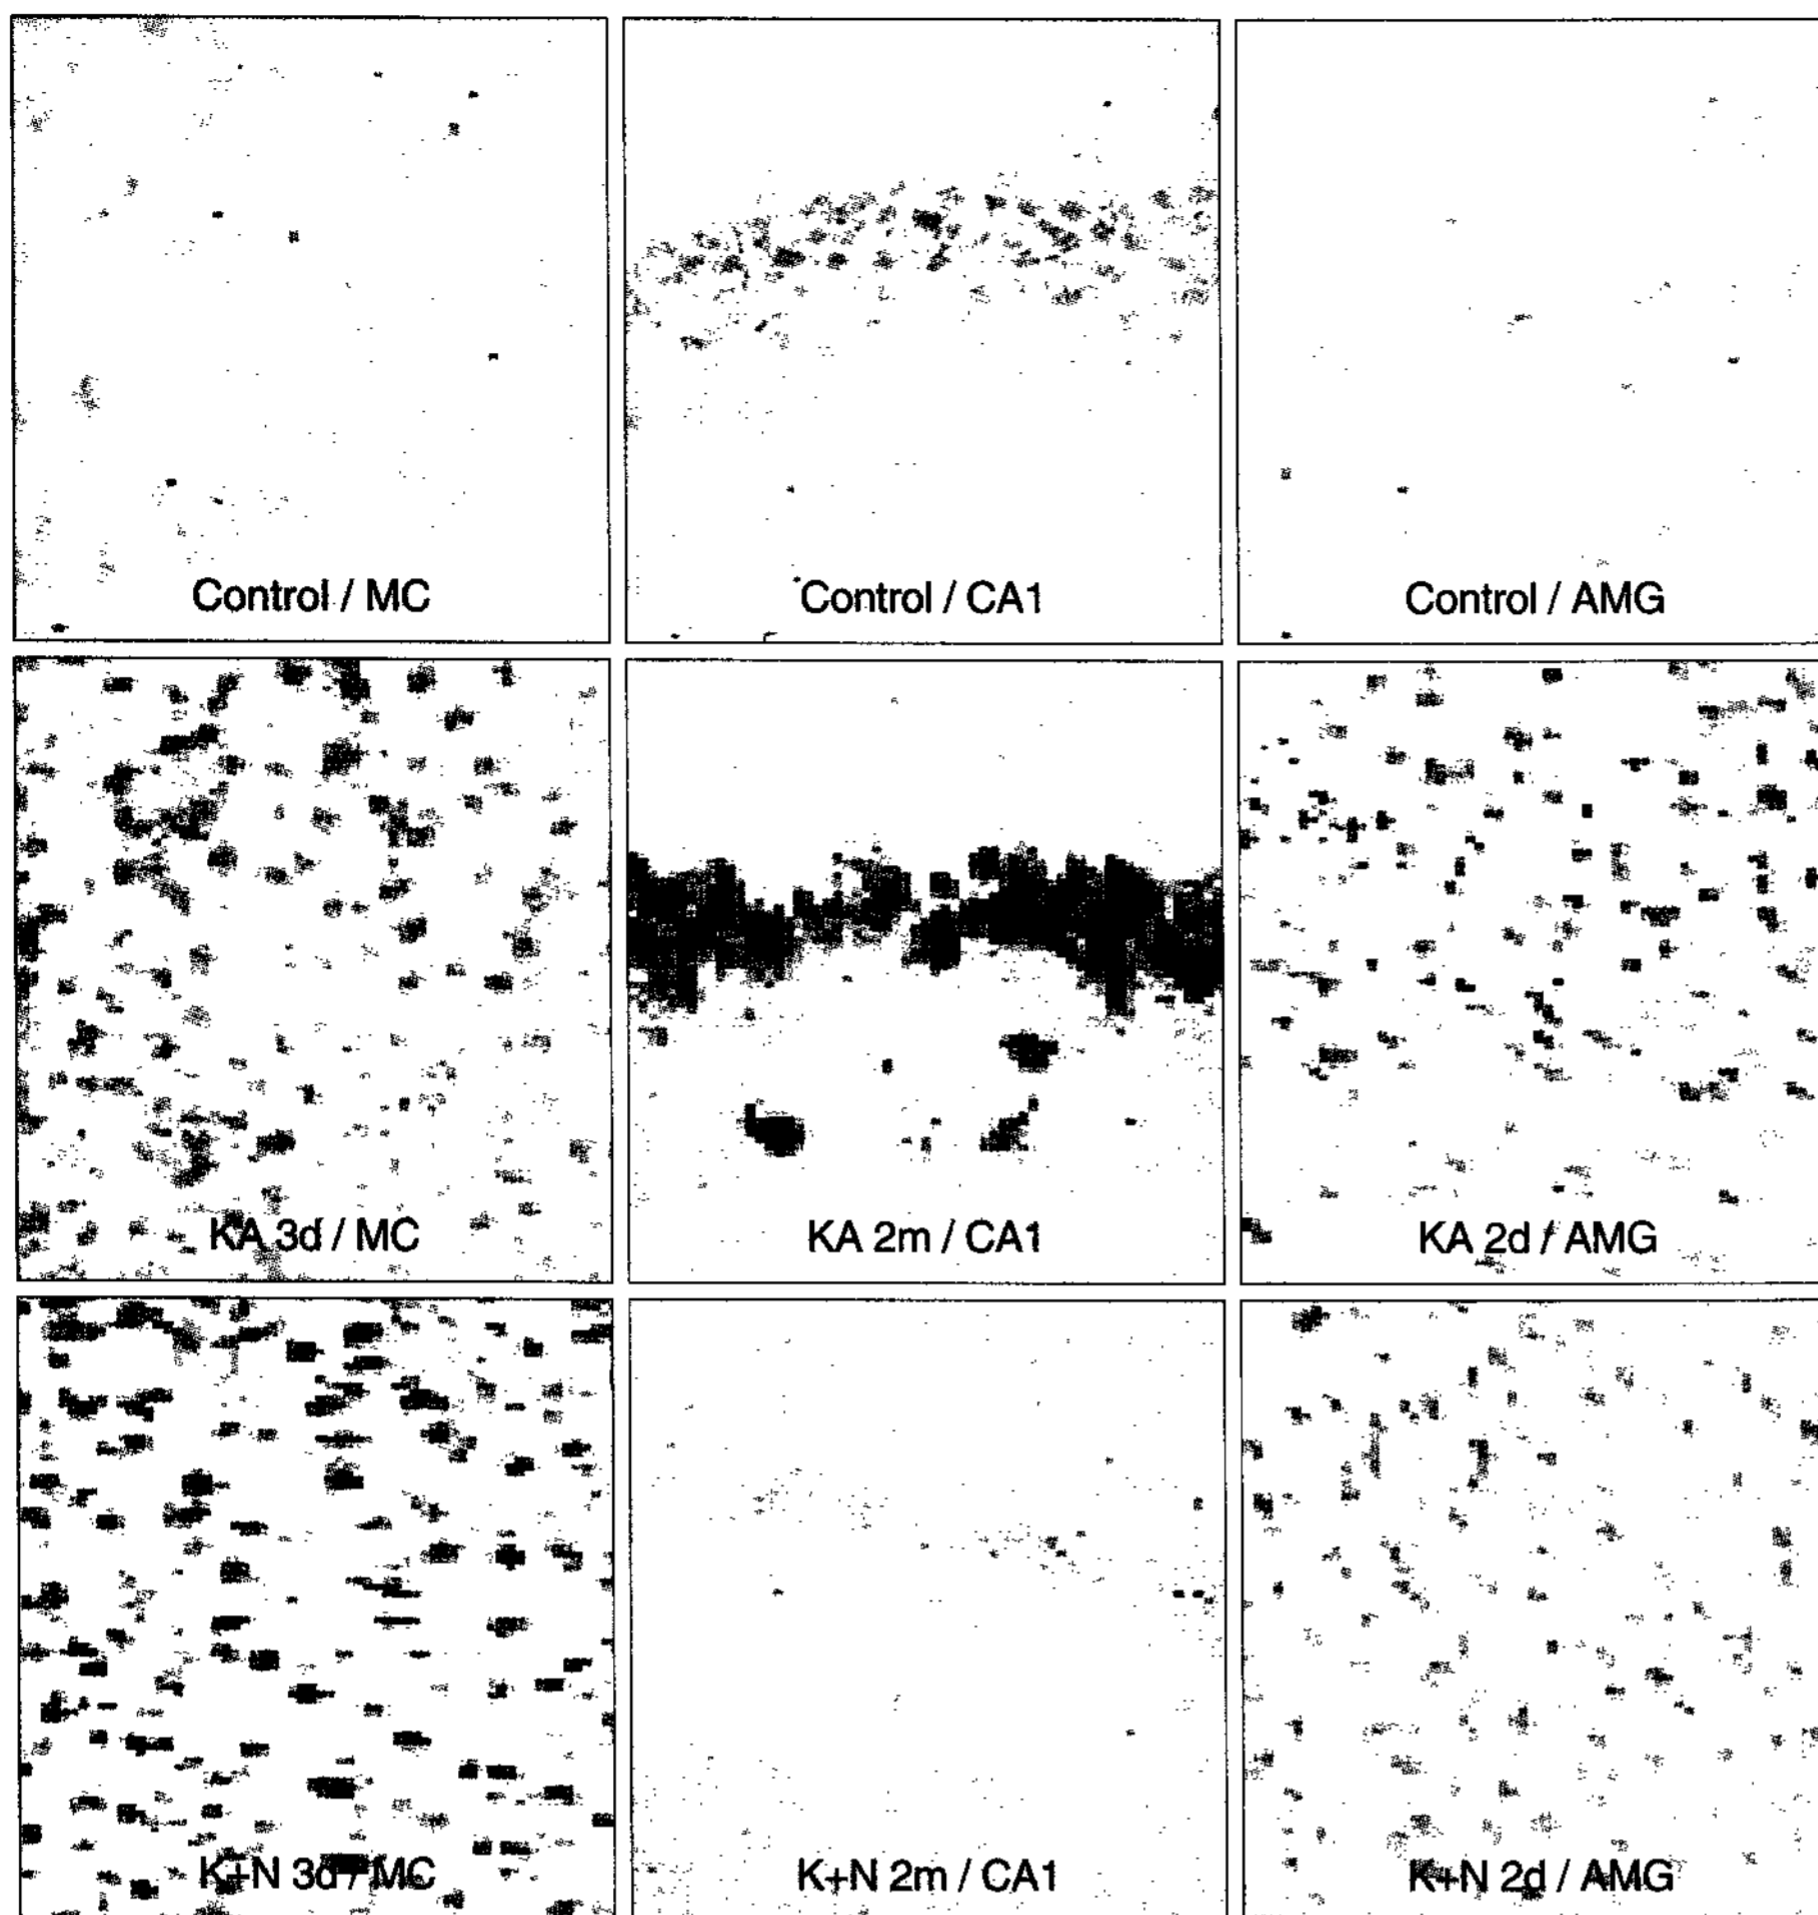 Control / MC
Control / CA1
Control / AMG
KA 3d / MC
KA 2m / CA1
KA 2d / AMG
K+N 3d / MC
K+N 2m / CA1
K+N 2d / AMG